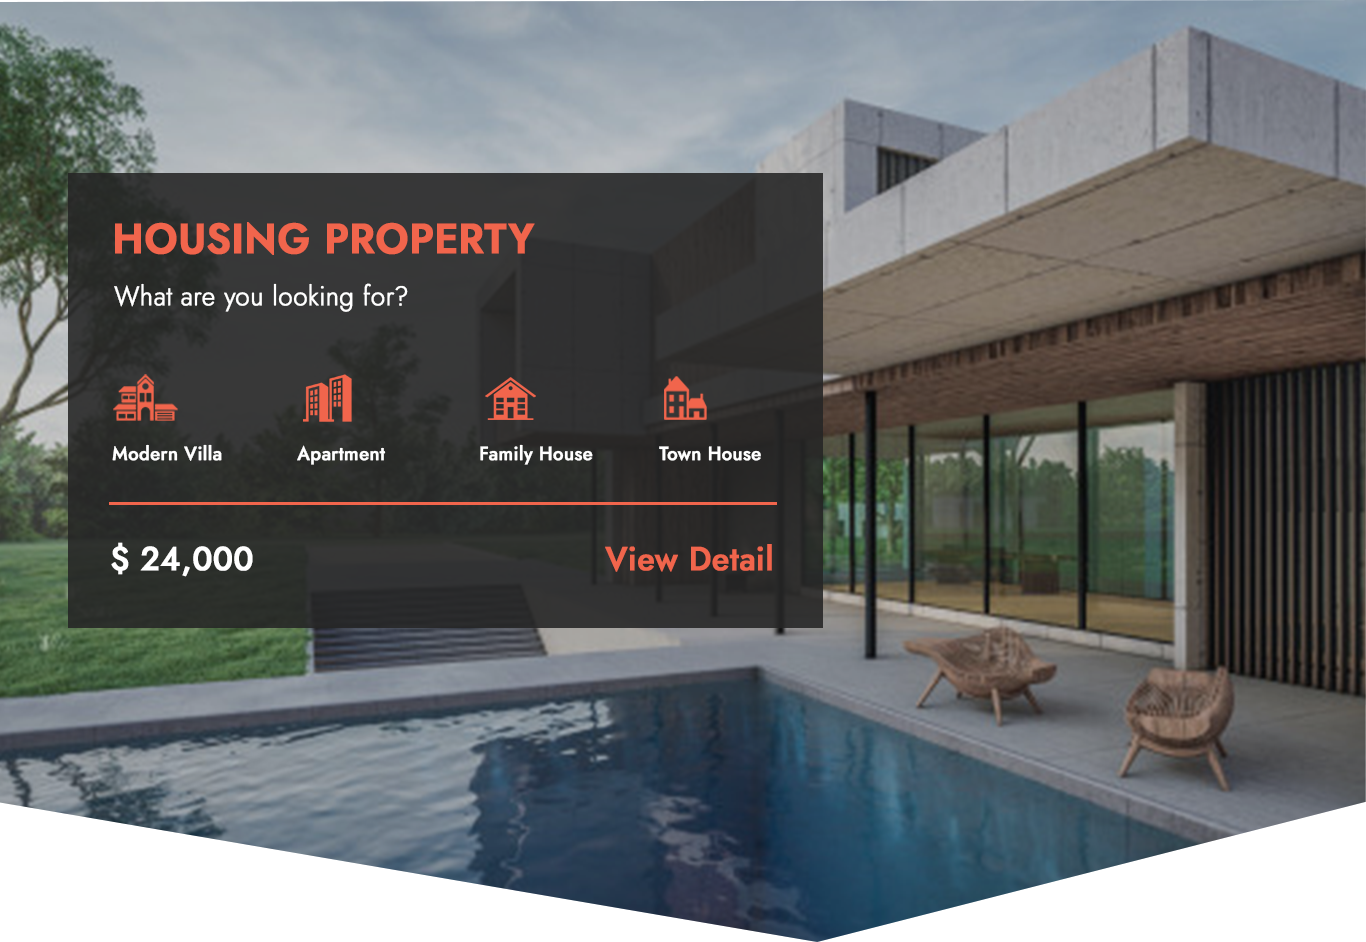 HOUSING PROPERTY
What are you looking for?
Modern Villa Apartment Family House Town House
$ 24,000 View Detail